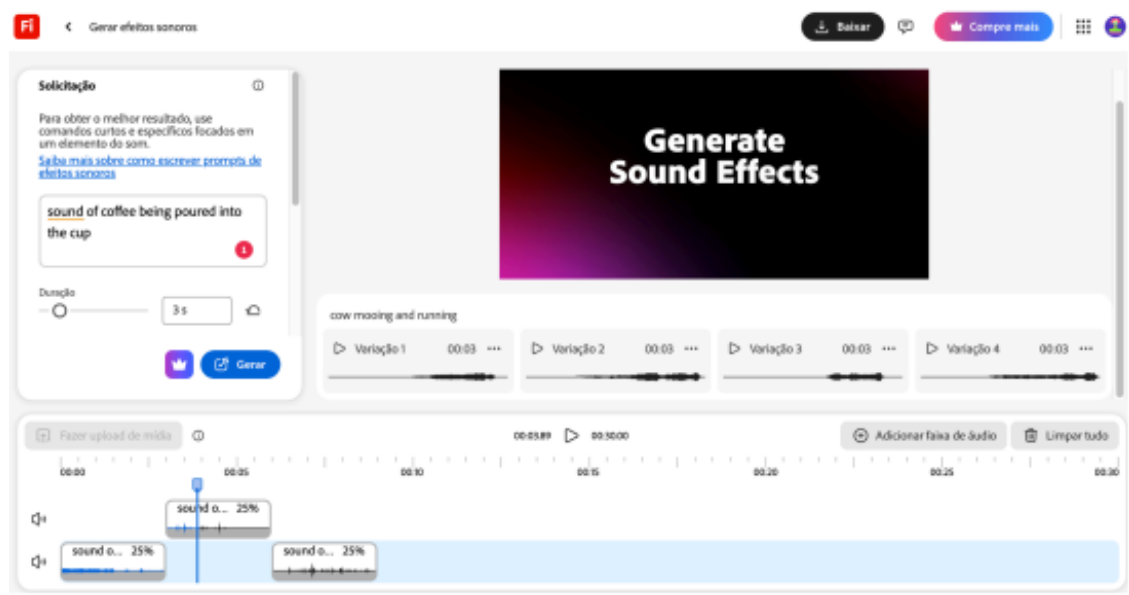 Fi
Gerar efeitos sonoros
Baixar
Compre mais
Solicitação
Para obter o melhor resultado, use
comandos curtos e específicos focados em
um elemento do som.
Saiba mais sobre como escrever prompts de
efeitos sonoros
sound of coffee being poured into
the cup
1
Duração
3 s
Gerar
Generate
Sound Effects
cow mooing and running
Variação 1 00:03 ...
Variação 2 00:03 ...
Variação 3 00:03 ...
Variação 4 00:03 ...
Fazer upload de mídia
00:03.89 00:30.00
Adicionar faixa de áudio
Limpar tudo
00:00 00:05 00:10 00:15 00:20 00:25 00:30
sound o... 25%
sound o... 25%
sound o... 25%